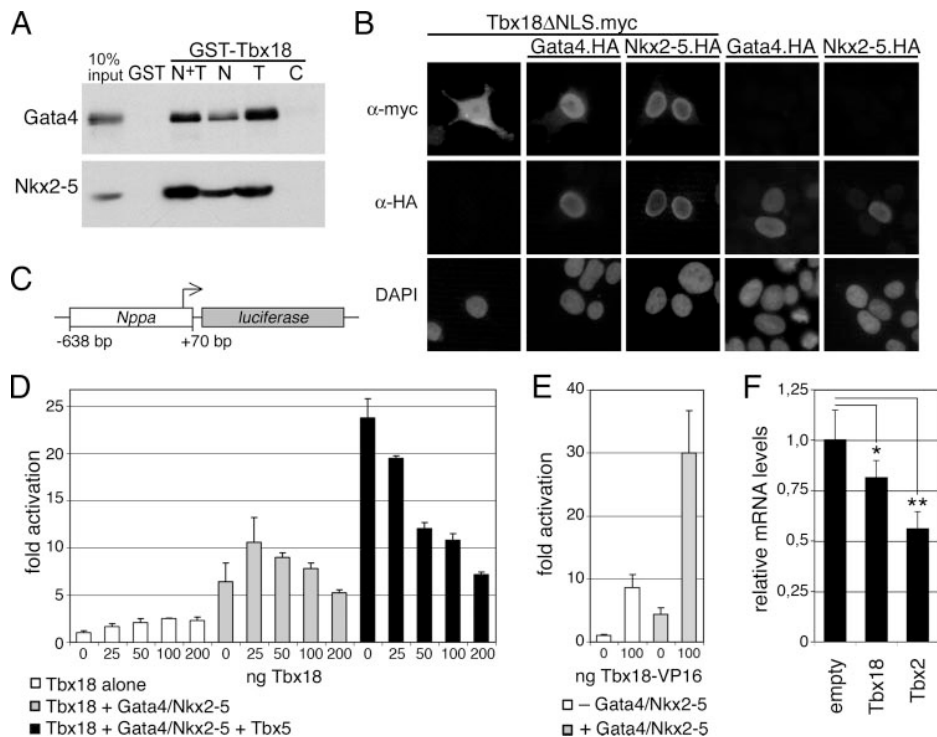 A
10% input
GST
GST-Tbx18
N+T N T C
Gata4
Nkx2-5
B
Tbx18ΔNLS.myc
Gata4.HA Nkx2-5.HA Gata4.HA Nkx2-5.HA
α-myc
α-HA
DAPI
C
Nppa
luciferase
-638 bp
+70 bp
D
fold activation
25
20
15
10
5
0
0 25 50 100 200 0 25 50 100 200 0 25 50 100 200
ng Tbx18
Tbx18 alone
Tbx18 + Gata4/Nkx2-5
Tbx18 + Gata4/Nkx2-5 + Tbx5
E
fold activation
40
30
20
10
0
0 100 0 100
ng Tbx18-VP16
– Gata4/Nkx2-5
+ Gata4/Nkx2-5
F
relative mRNA levels
1,25
1,0
0,75
0,5
0,25
0
*
**
empty
Tbx18
Tbx2